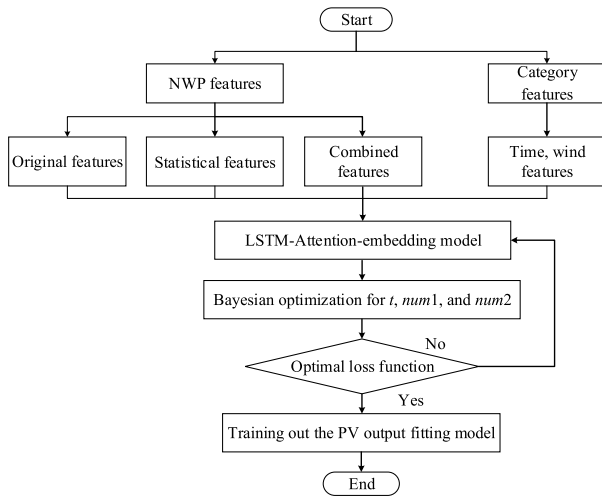 Start
NWP features
Category
features
Original features
Statistical features
Combined
features
Time, wind
features
LSTM-Attention-embedding model
Bayesian optimization for t, num1, and num2
No
Optimal loss function
Yes
Training out the PV output fitting model
End